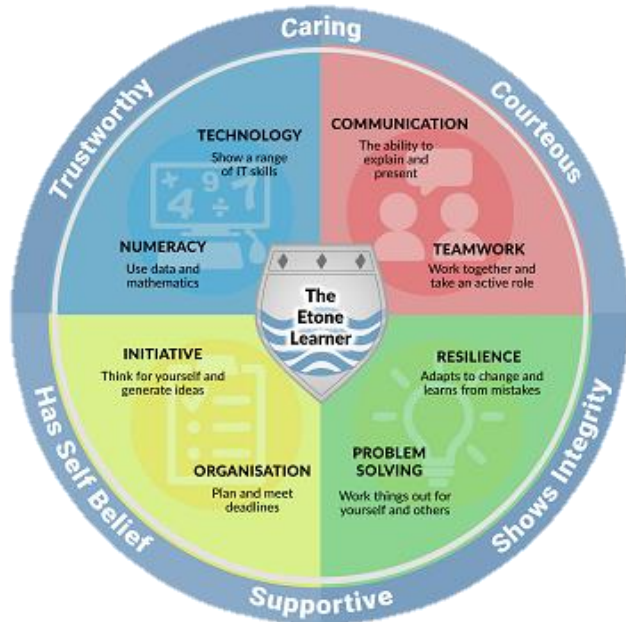 Caring
Trustworthy
Courteous
TECHNOLOGY
Show a range
of IT skills
COMMUNICATION
The ability to
explain and
present
+ 9 7
4 ÷
NUMERACY
Use data and
mathematics
TEAMWORK
Work together and
take an active role
The
Etone
Learner
INITIATIVE
Think for yourself and
generate ideas
RESILIENCE
Adapts to change and
learns from mistakes
ORGANISATION
Plan and meet
deadlines
PROBLEM
SOLVING
Work things out for
yourself and others
Has Self Belief
Shows Integrity
Supportive